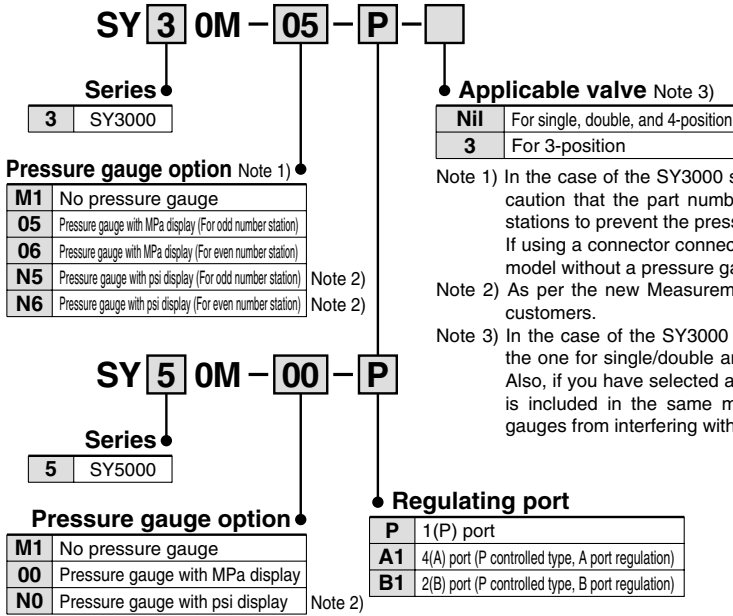 SY 3 0M – 05 – P –
Series
3 SY3000
Pressure gauge option Note 1)
M1 No pressure gauge
05 Pressure gauge with MPa display (For odd number station)
06 Pressure gauge with MPa display (For even number station)
N5 Pressure gauge with psi display (For odd number station) Note 2)
N6 Pressure gauge with psi display (For even number station) Note 2)
Applicable valve Note 3)
Nil For single, double, and 4-position
3 For 3-position
Note 1) In the case of the SY3000 s
caution that the part numb
stations to prevent the press
If using a connector connec
model without a pressure ga
Note 2) As per the new Measurem
customers.
Note 3) In the case of the SY3000
the one for single/double a
Also, if you have selected a
is included in the same m
gauges from interfering with
SY 5 0M – 00 – P
Series
5 SY5000
Pressure gauge option
M1 No pressure gauge
00 Pressure gauge with MPa display
N0 Pressure gauge with psi display Note 2)
Regulating port
P 1(P) port
A1 4(A) port (P controlled type, A port regulation)
B1 2(B) port (P controlled type, B port regulation)